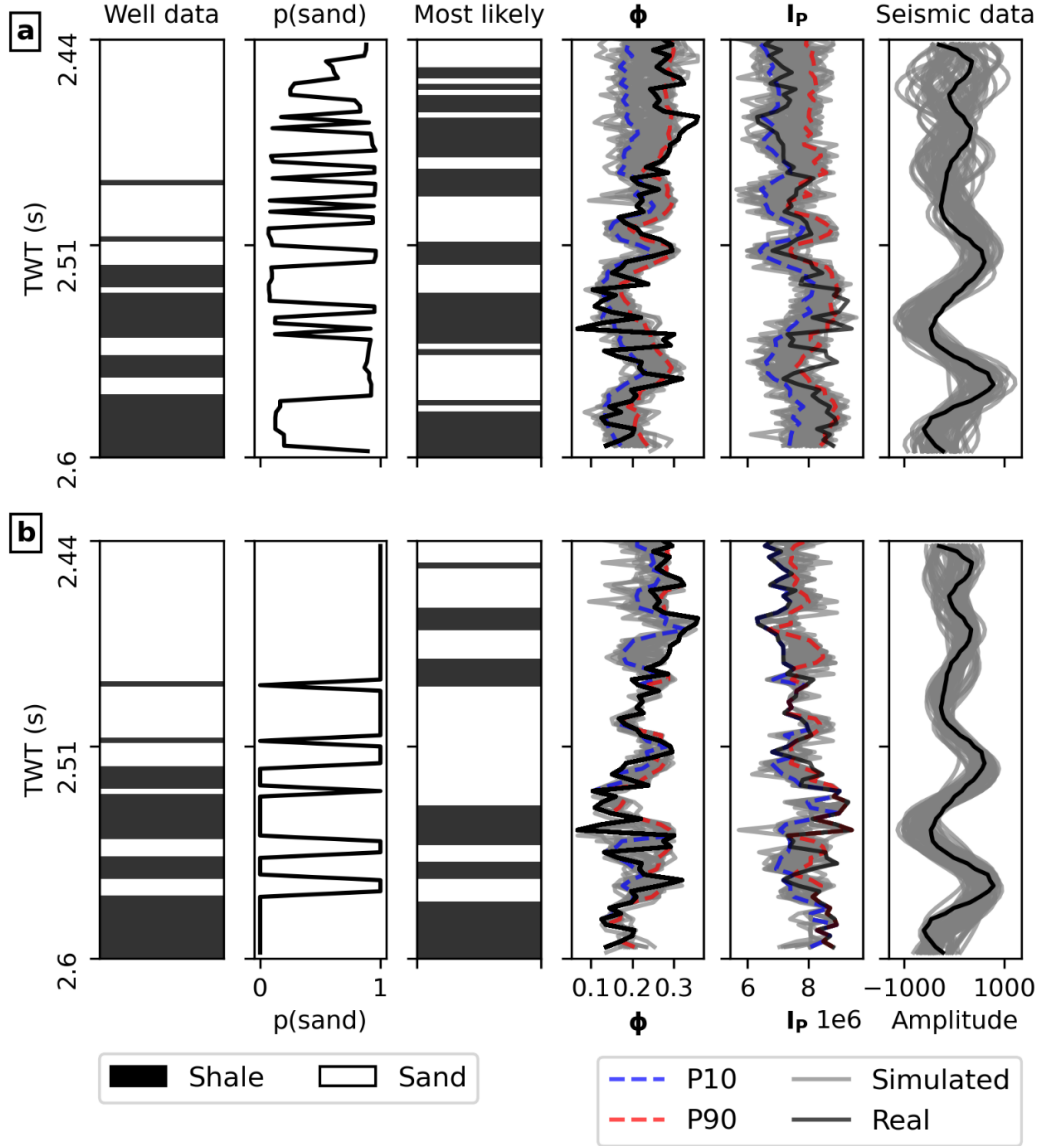 a
Well data p(sand) Most likely ϕ I_P Seismic data
2.44
TWT (s)
2.51
2.6
b
2.44
TWT (s)
2.51
2.6
0 1 0.1 0.2 0.3 6 8 −1000 1000
p(sand) ϕ I_P 1e6 Amplitude
Shale Sand
P10 Simulated
P90 Real